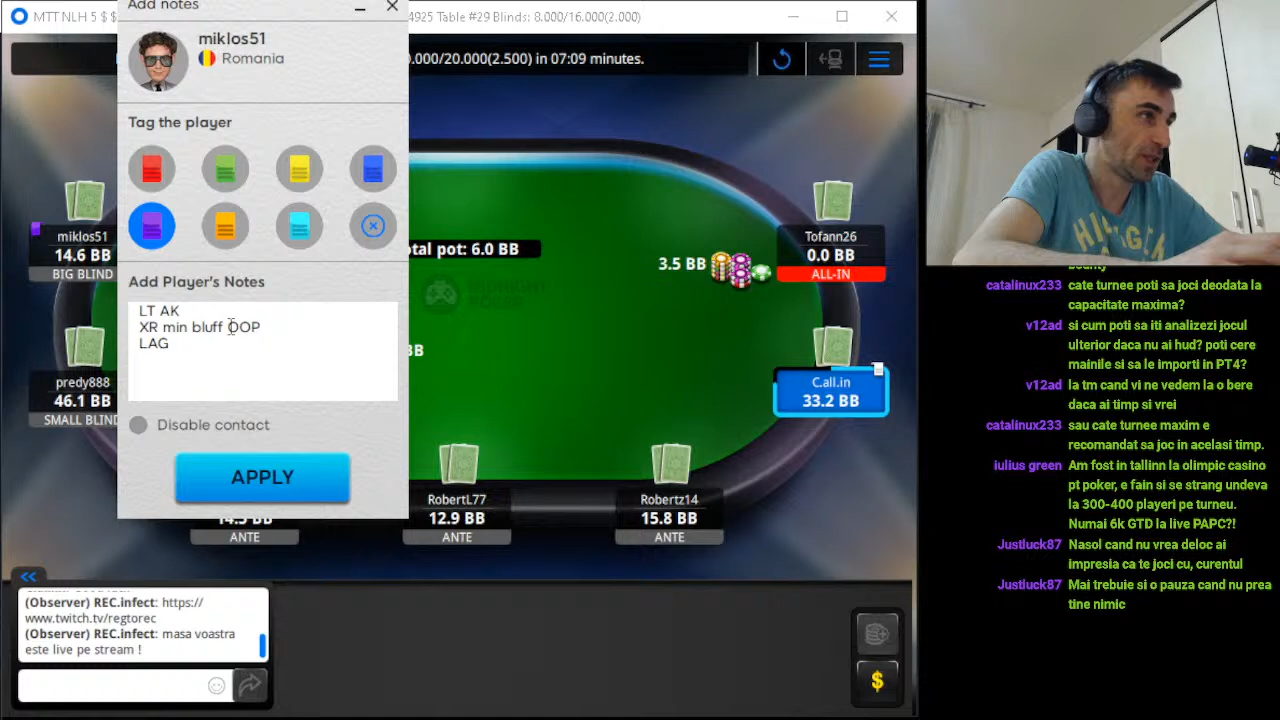 Add notes
MTT NLH 5 $ $
4925 Table #29 Blinds: 8.000/16.000(2.000)
miklos51
Romania
0.000/20.000(2.500) in 07:09 minutes.
Tag the player
miklos51
14.6 BB
BIG BLIND
otal pot: 6.0 BB
3.5 BB
Tofann26
0.0 BB
ALL-IN
Add Player's Notes
LT AK
XR min bluff OOP
LAG
BB
predy888
46.1 BB
SMALL BLIND
C.all.in
33.2 BB
Disable contact
APPLY
14.5 BB
ANTE
RobertL77
12.9 BB
ANTE
Robertz14
15.8 BB
ANTE
(Observer) REC.infect: https://
www.twitch.tv/regtorec
(Observer) REC.infect: masa voastra
este live pe stream !
$
bounty
catalinux233 cate turnee poti sa joci deodata la
capacitate maxima?
v12ad si cum poti sa iti analizezi jocul
ulterior daca nu ai hud? poti cere
mainile si sa le importi in PT4?
v12ad la tm cand vi ne vedem la o bere
daca ai timp si vrei
catalinux233 sau cate turnee maxim e
recomandat sa joc in acelasi timp.
iulius green Am fost in tallinn la olimpic casino
pt poker, e fain si se strang undeva
la 300-400 playeri pe turneu.
Numai 6k GTD la live PAPC?!
Justluck87 Nasol cand nu vrea deloc ai
impresia ca te joci cu, curentul
Justluck87 Mai trebuie si o pauza cand nu prea
tine nimic